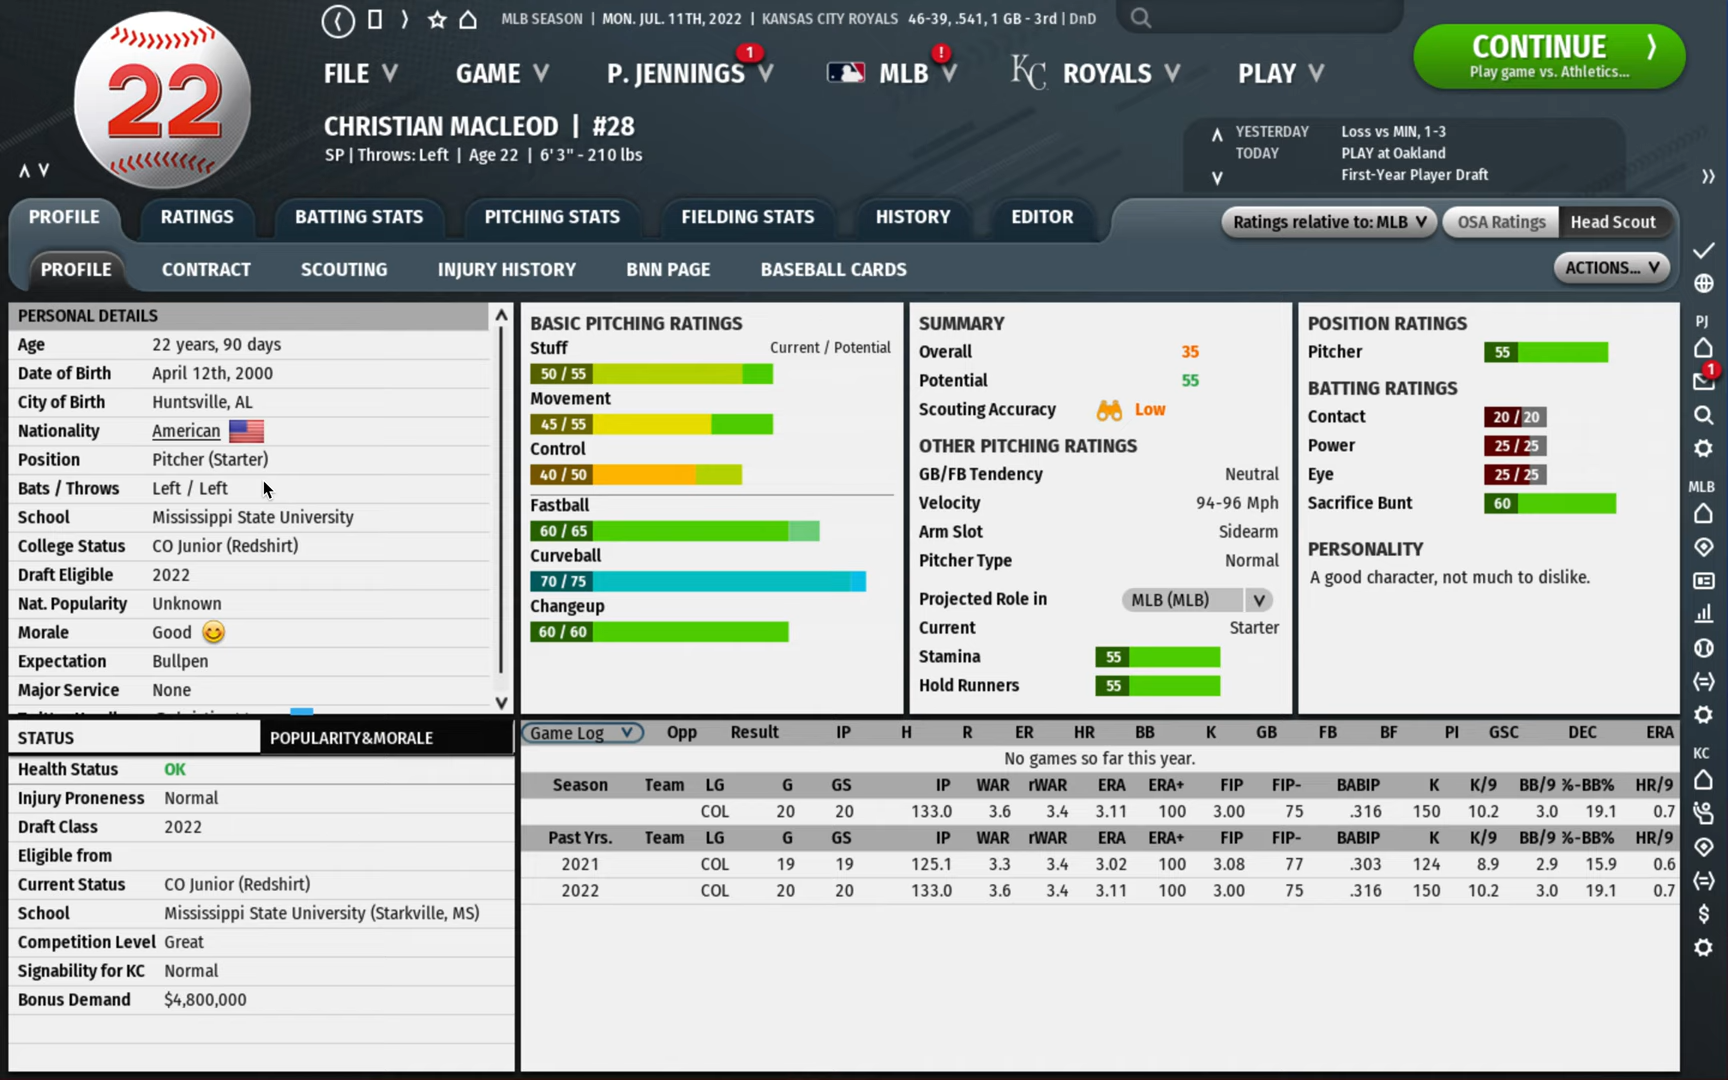 MLB SEASON | MON. JUL. 11TH, 2022 | KANSAS CITY ROYALS 46-39, .541, 1 GB - 3rd | DnD
22
FILE GAME P. JENNINGS 1 MLB ! KC ROYALS PLAY
CONTINUE
Play game vs. Athletics...
CHRISTIAN MACLEOD | #28
SP | Throws: Left | Age 22 | 6' 3" - 210 lbs
YESTERDAY Loss vs MIN, 1-3
TODAY PLAY at Oakland
First-Year Player Draft
PROFILE RATINGS BATTING STATS PITCHING STATS FIELDING STATS HISTORY EDITOR
Ratings relative to: MLB OSA Ratings Head Scout
PROFILE CONTRACT SCOUTING INJURY HISTORY BNN PAGE BASEBALL CARDS
ACTIONS...
PERSONAL DETAILS
Age 22 years, 90 days
Date of Birth April 12th, 2000
City of Birth Huntsville, AL
Nationality American
Position Pitcher (Starter)
Bats / Throws Left / Left
School Mississippi State University
College Status CO Junior (Redshirt)
Draft Eligible 2022
Nat. Popularity Unknown
Morale Good
Expectation Bullpen
Major Service None
BASIC PITCHING RATINGS
Stuff Current / Potential
50 / 55
Movement
45 / 55
Control
40 / 50
Fastball
60 / 65
Curveball
70 / 75
Changeup
60 / 60
SUMMARY
Overall 35
Potential 55
Scouting Accuracy Low
OTHER PITCHING RATINGS
GB/FB Tendency Neutral
Velocity 94-96 Mph
Arm Slot Sidearm
Pitcher Type Normal
Projected Role in MLB (MLB)
Current Starter
Stamina 55
Hold Runners 55
POSITION RATINGS
Pitcher 55
BATTING RATINGS
Contact 20 / 20
Power 25 / 25
Eye 25 / 25
Sacrifice Bunt 60
PERSONALITY
A good character, not much to dislike.
STATUS POPULARITY&MORALE
Health Status OK
Injury Proneness Normal
Draft Class 2022
Eligible from
Current Status CO Junior (Redshirt)
School Mississippi State University (Starkville, MS)
Competition Level Great
Signability for KC Normal
Bonus Demand $4,800,000
Game Log Opp Result IP H R ER HR BB K GB FB BF PI GSC DEC ERA
No games so far this year.
Season Team LG G GS IP WAR rWAR ERA ERA+ FIP FIP- BABIP K K/9 BB/9 %-BB% HR/9
COL 20 20 133.0 3.6 3.4 3.11 100 3.00 75 .316 150 10.2 3.0 19.1 0.7
Past Yrs. Team LG G GS IP WAR rWAR ERA ERA+ FIP FIP- BABIP K K/9 BB/9 %-BB% HR/9
2021 COL 19 19 125.1 3.3 3.4 3.02 100 3.08 77 .303 124 8.9 2.9 15.9 0.6
2022 COL 20 20 133.0 3.6 3.4 3.11 100 3.00 75 .316 150 10.2 3.0 19.1 0.7
PJ
1
MLB
KC
$